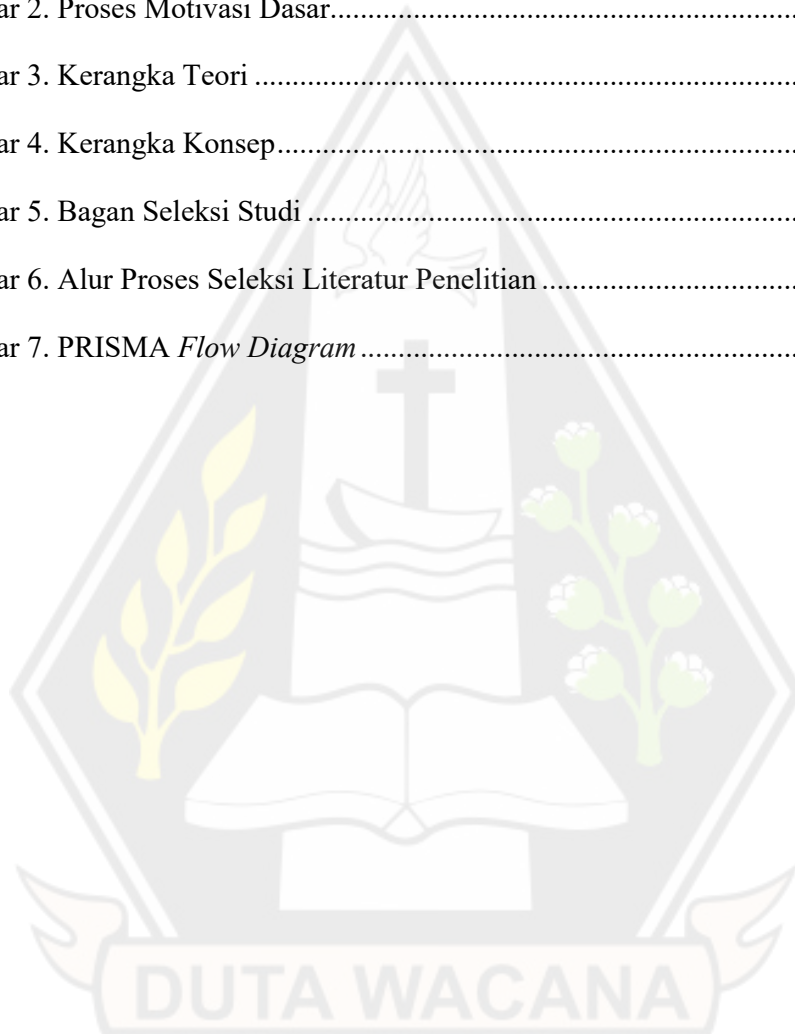 ar 2. Proses Motivasi Dasar..............................................................
ar 3. Kerangka Teori ......................................................................
ar 4. Kerangka Konsep...................................................................
ar 5. Bagan Seleksi Studi ...............................................................
ar 6. Alur Proses Seleksi Literatur Penelitian ................................
ar 7. PRISMA Flow Diagram .........................................................
DUTA WACANA